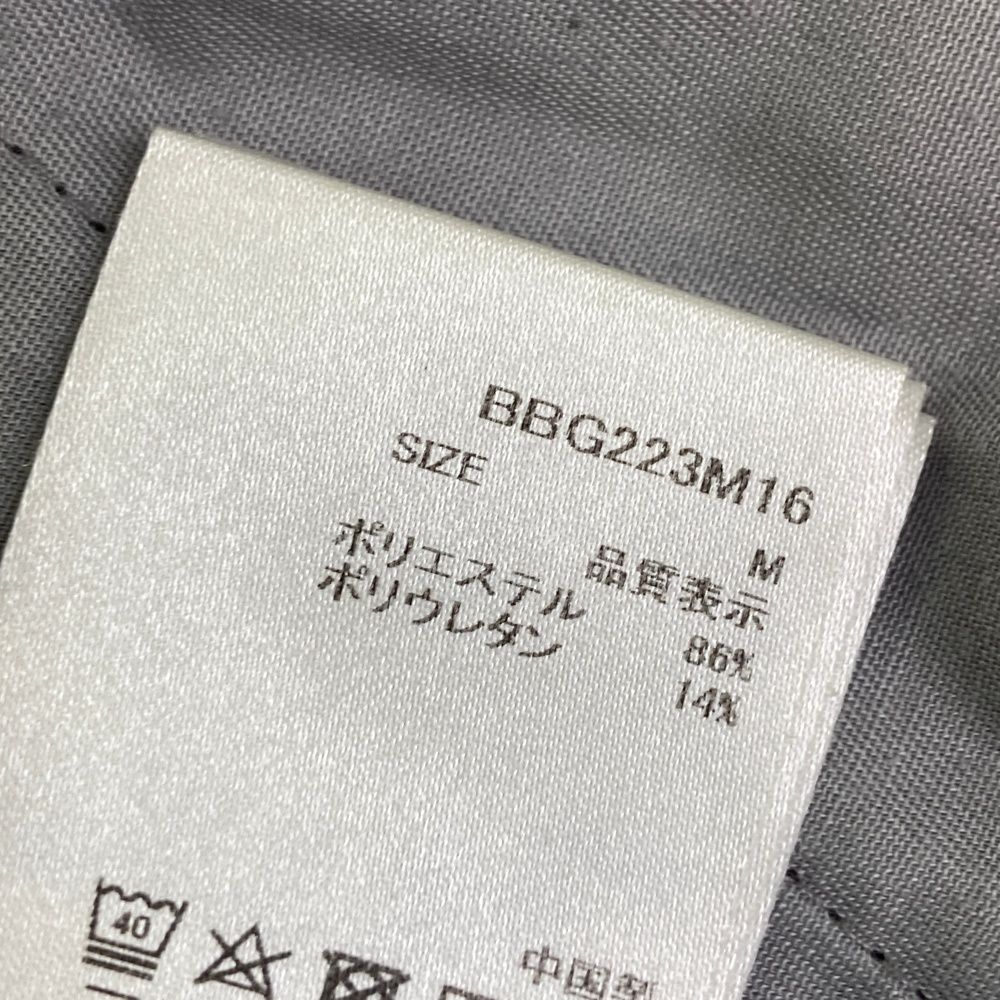 BBG223M16
SIZE M
品質表示
ポリエステル 86%
ポリウレタン 14%
40
中国製